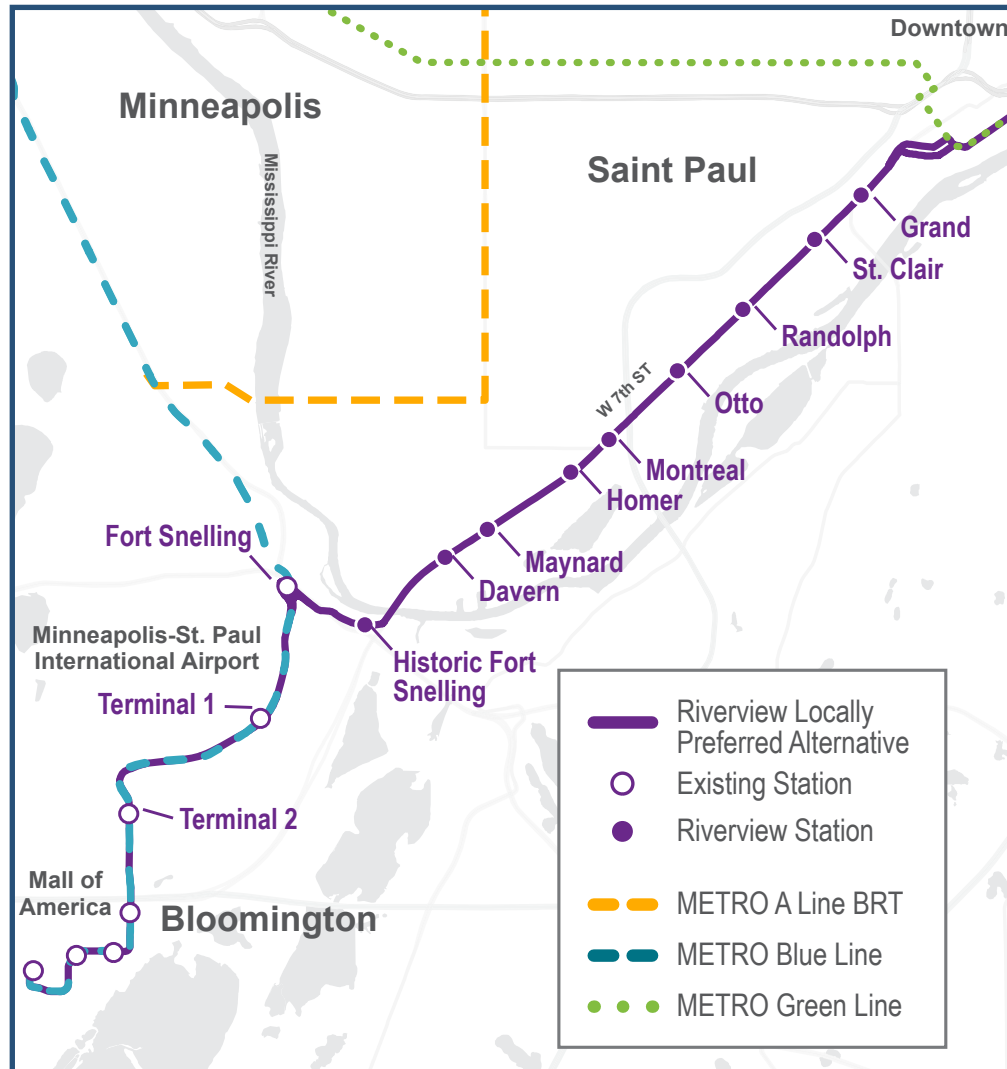 Downtown
Minneapolis
Mississippi River
Saint Paul
Grand
St. Clair
Randolph
W 7th ST
Otto
Montreal
Homer
Fort Snelling
Maynard
Davern
Minneapolis-St. Paul
International Airport
Historic Fort
Snelling
Terminal 1
Terminal 2
Mall of
America
Bloomington
Riverview Locally
Preferred Alternative
Existing Station
Riverview Station
METRO A Line BRT
METRO Blue Line
METRO Green Line